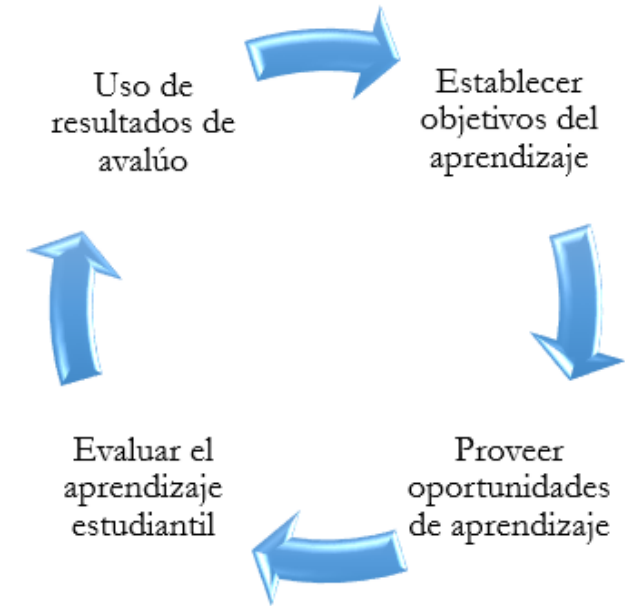 Uso de
resultados de
avalúo
Establecer
objetivos del
aprendizaje
Proveer
oportunidades
de aprendizaje
Evaluar el
aprendizaje
estudiantil